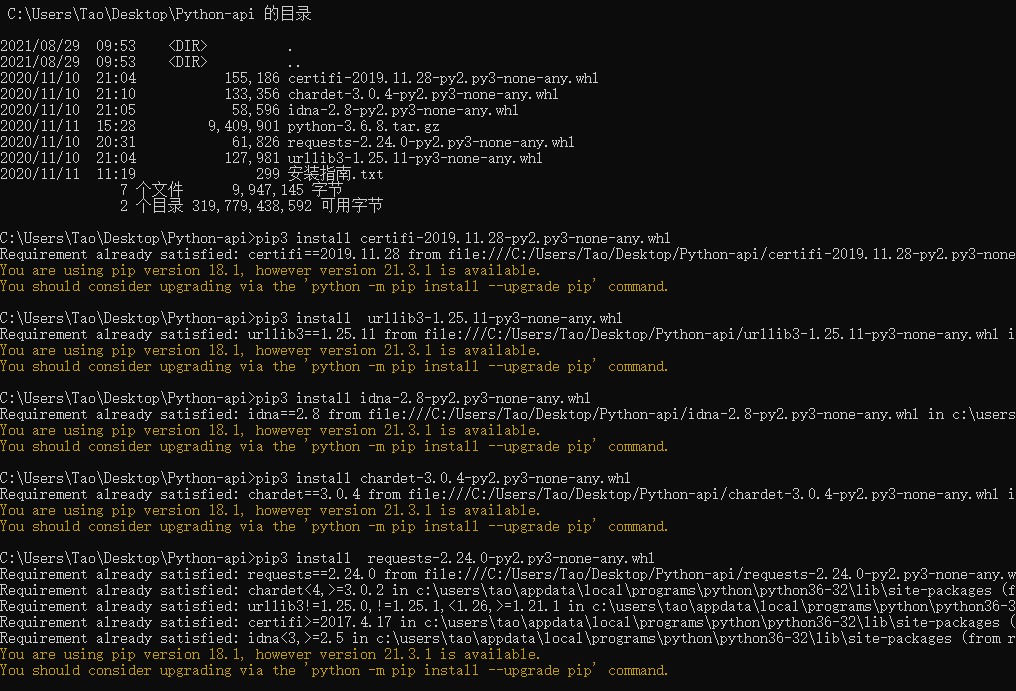 C:\Users\Tao\Desktop\Python-api 的目录
2021/08/29  09:53    <DIR>          .
2021/08/29  09:53    <DIR>          ..
2020/11/10  21:04           155,186 certifi-2019.11.28-py2.py3-none-any.whl
2020/11/10  21:10           133,356 chardet-3.0.4-py2.py3-none-any.whl
2020/11/10  21:05            58,596 idna-2.8-py2.py3-none-any.whl
2020/11/11  15:28         9,409,901 python-3.6.8.tar.gz
2020/11/10  20:31            61,826 requests-2.24.0-py2.py3-none-any.whl
2020/11/10  21:04           127,981 urllib3-1.25.11-py3-none-any.whl
2020/11/11  11:19               299 安装指南.txt
7 个文件      9,947,145 字节
2 个目录 319,779,438,592 可用字节
C:\Users\Tao\Desktop\Python-api>pip3 install certifi-2019.11.28-py2.py3-none-any.whl
Requirement already satisfied: certifi==2019.11.28 from file:///C:/Users/Tao/Desktop/Python-api/certifi-2019.11.28-py2.py3-none
You are using pip version 18.1, however version 21.3.1 is available.
You should consider upgrading via the 'python -m pip install --upgrade pip' command.
C:\Users\Tao\Desktop\Python-api>pip3 install  urllib3-1.25.11-py3-none-any.whl
Requirement already satisfied: urllib3==1.25.11 from file:///C:/Users/Tao/Desktop/Python-api/urllib3-1.25.11-py3-none-any.whl i
You are using pip version 18.1, however version 21.3.1 is available.
You should consider upgrading via the 'python -m pip install --upgrade pip' command.
C:\Users\Tao\Desktop\Python-api>pip3 install idna-2.8-py2.py3-none-any.whl
Requirement already satisfied: idna==2.8 from file:///C:/Users/Tao/Desktop/Python-api/idna-2.8-py2.py3-none-any.whl in c:\users
You are using pip version 18.1, however version 21.3.1 is available.
You should consider upgrading via the 'python -m pip install --upgrade pip' command.
C:\Users\Tao\Desktop\Python-api>pip3 install chardet-3.0.4-py2.py3-none-any.whl
Requirement already satisfied: chardet==3.0.4 from file:///C:/Users/Tao/Desktop/Python-api/chardet-3.0.4-py2.py3-none-any.whl i
You are using pip version 18.1, however version 21.3.1 is available.
You should consider upgrading via the 'python -m pip install --upgrade pip' command.
C:\Users\Tao\Desktop\Python-api>pip3 install  requests-2.24.0-py2.py3-none-any.whl
Requirement already satisfied: requests==2.24.0 from file:///C:/Users/Tao/Desktop/Python-api/requests-2.24.0-py2.py3-none-any.w
Requirement already satisfied: chardet<4,>=3.0.2 in c:\users\tao\appdata\local\programs\python\python36-32\lib\site-packages (f
Requirement already satisfied: urllib3!=1.25.0,!=1.25.1,<1.26,>=1.21.1 in c:\users\tao\appdata\local\programs\python\python36-3
Requirement already satisfied: certifi>=2017.4.17 in c:\users\tao\appdata\local\programs\python\python36-32\lib\site-packages (
Requirement already satisfied: idna<3,>=2.5 in c:\users\tao\appdata\local\programs\python\python36-32\lib\site-packages (from r
You are using pip version 18.1, however version 21.3.1 is available.
You should consider upgrading via the 'python -m pip install --upgrade pip' command.